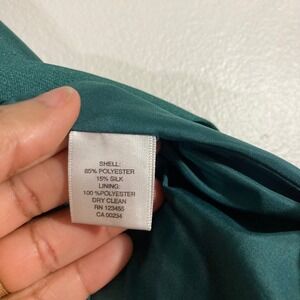 SHELL:
85% POLYESTER
15% SILK
LINING:
100 %POLYESTER
DRY CLEAN
RN 123455
CA 00234